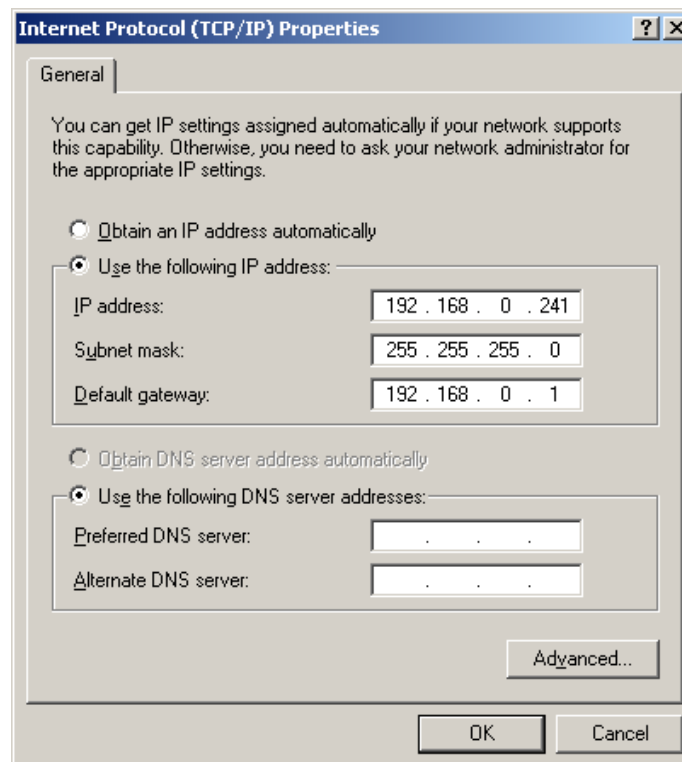 Internet Protocol (TCP/IP) Properties
General
You can get IP settings assigned automatically if your network supports
this capability. Otherwise, you need to ask your network administrator for
the appropriate IP settings.
Obtain an IP address automatically
Use the following IP address:
IP address: 192 . 168 . 0 . 241
Subnet mask: 255 . 255 . 255 . 0
Default gateway: 192 . 168 . 0 . 1
Obtain DNS server address automatically
Use the following DNS server addresses:
Preferred DNS server: . . .
Alternate DNS server: . . .
Advanced...
OK Cancel